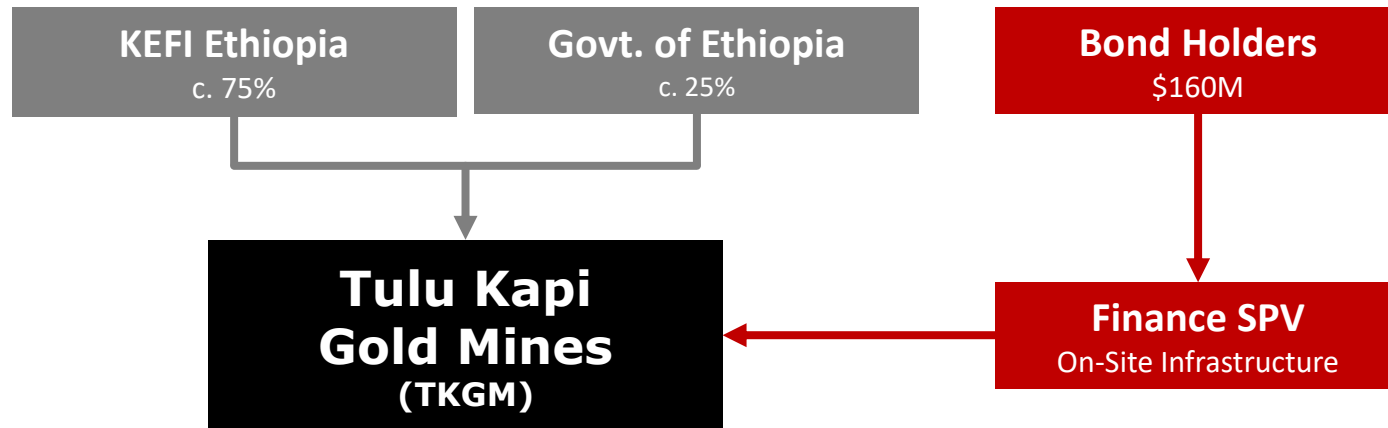 KEFI Ethiopia
c. 75%
Govt. of Ethiopia
c. 25%
Bond Holders
$160M
Tulu Kapi
Gold Mines
(TKGM)
Finance SPV
On-Site Infrastructure